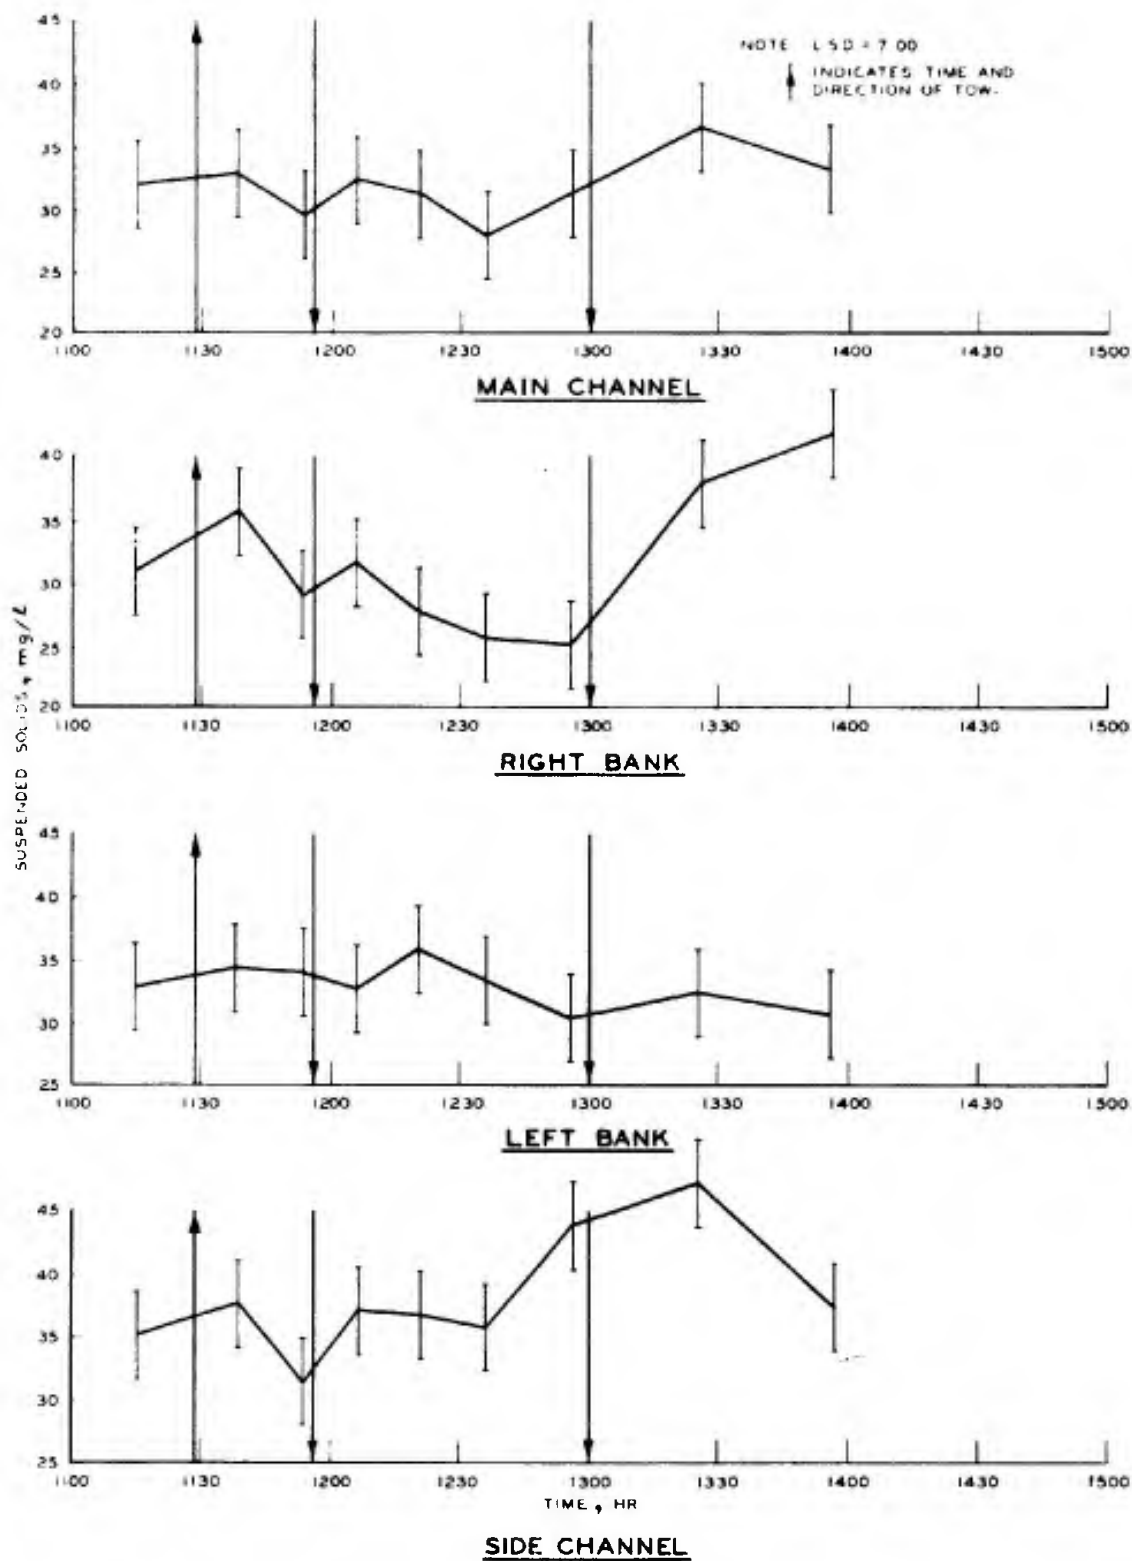 NOTE LSD = 7.00
INDICATES TIME AND
DIRECTION OF TOW.
45
40
35
30
25
20
1100 1130 1200 1230 1300 1330 1400 1430 1500
MAIN CHANNEL
40
35
30
25
20
1100 1130 1200 1230 1300 1330 1400 1430 1500
RIGHT BANK
SUSPENDED SOLIDS, mg/ℓ
45
40
35
30
25
1100 1130 1200 1230 1300 1330 1400 1430 1500
LEFT BANK
45
40
35
30
25
1100 1130 1200 1230 1300 1330 1400 1430 1500
TIME, HR
SIDE CHANNEL